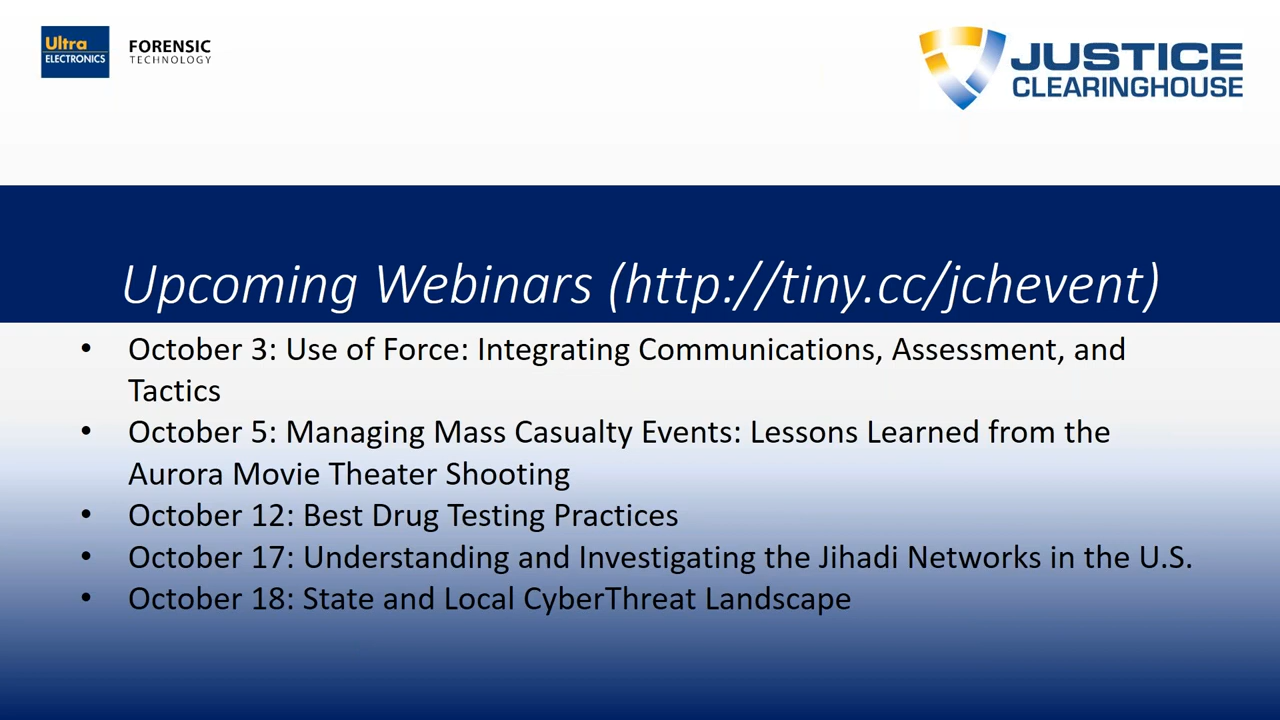 Ultra
ELECTRONICS
FORENSIC
TECHNOLOGY
JUSTICE
CLEARINGHOUSE
Upcoming Webinars (http://tiny.cc/jchevent)
• October 3: Use of Force: Integrating Communications, Assessment, and
Tactics
• October 5: Managing Mass Casualty Events: Lessons Learned from the
Aurora Movie Theater Shooting
• October 12: Best Drug Testing Practices
• October 17: Understanding and Investigating the Jihadi Networks in the U.S.
• October 18: State and Local CyberThreat Landscape